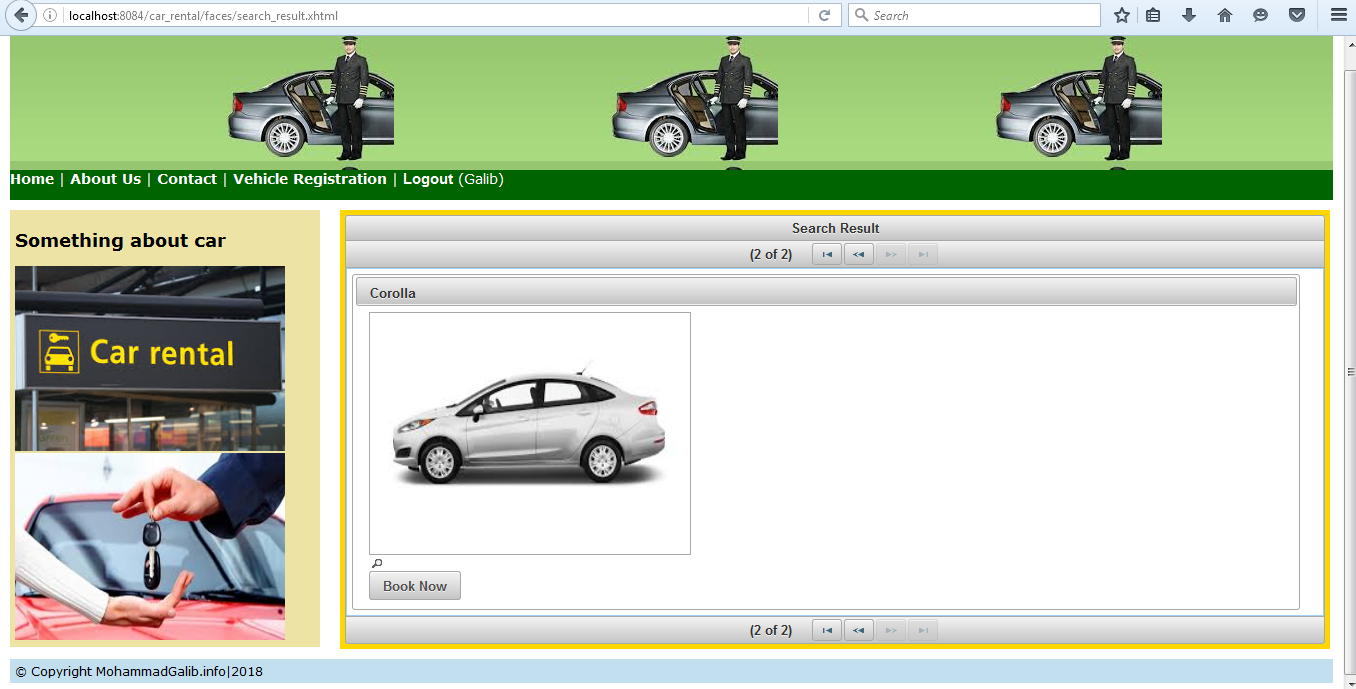 localhost:8084/car_rental/faces/search_result.xhtml
Search
Home | About Us | Contact | Vehicle Registration | Logout (Galib)
Something about car
Car rental
Search Result
(2 of 2)
Corolla
Book Now
(2 of 2)
© Copyright MohammadGalib.info|2018